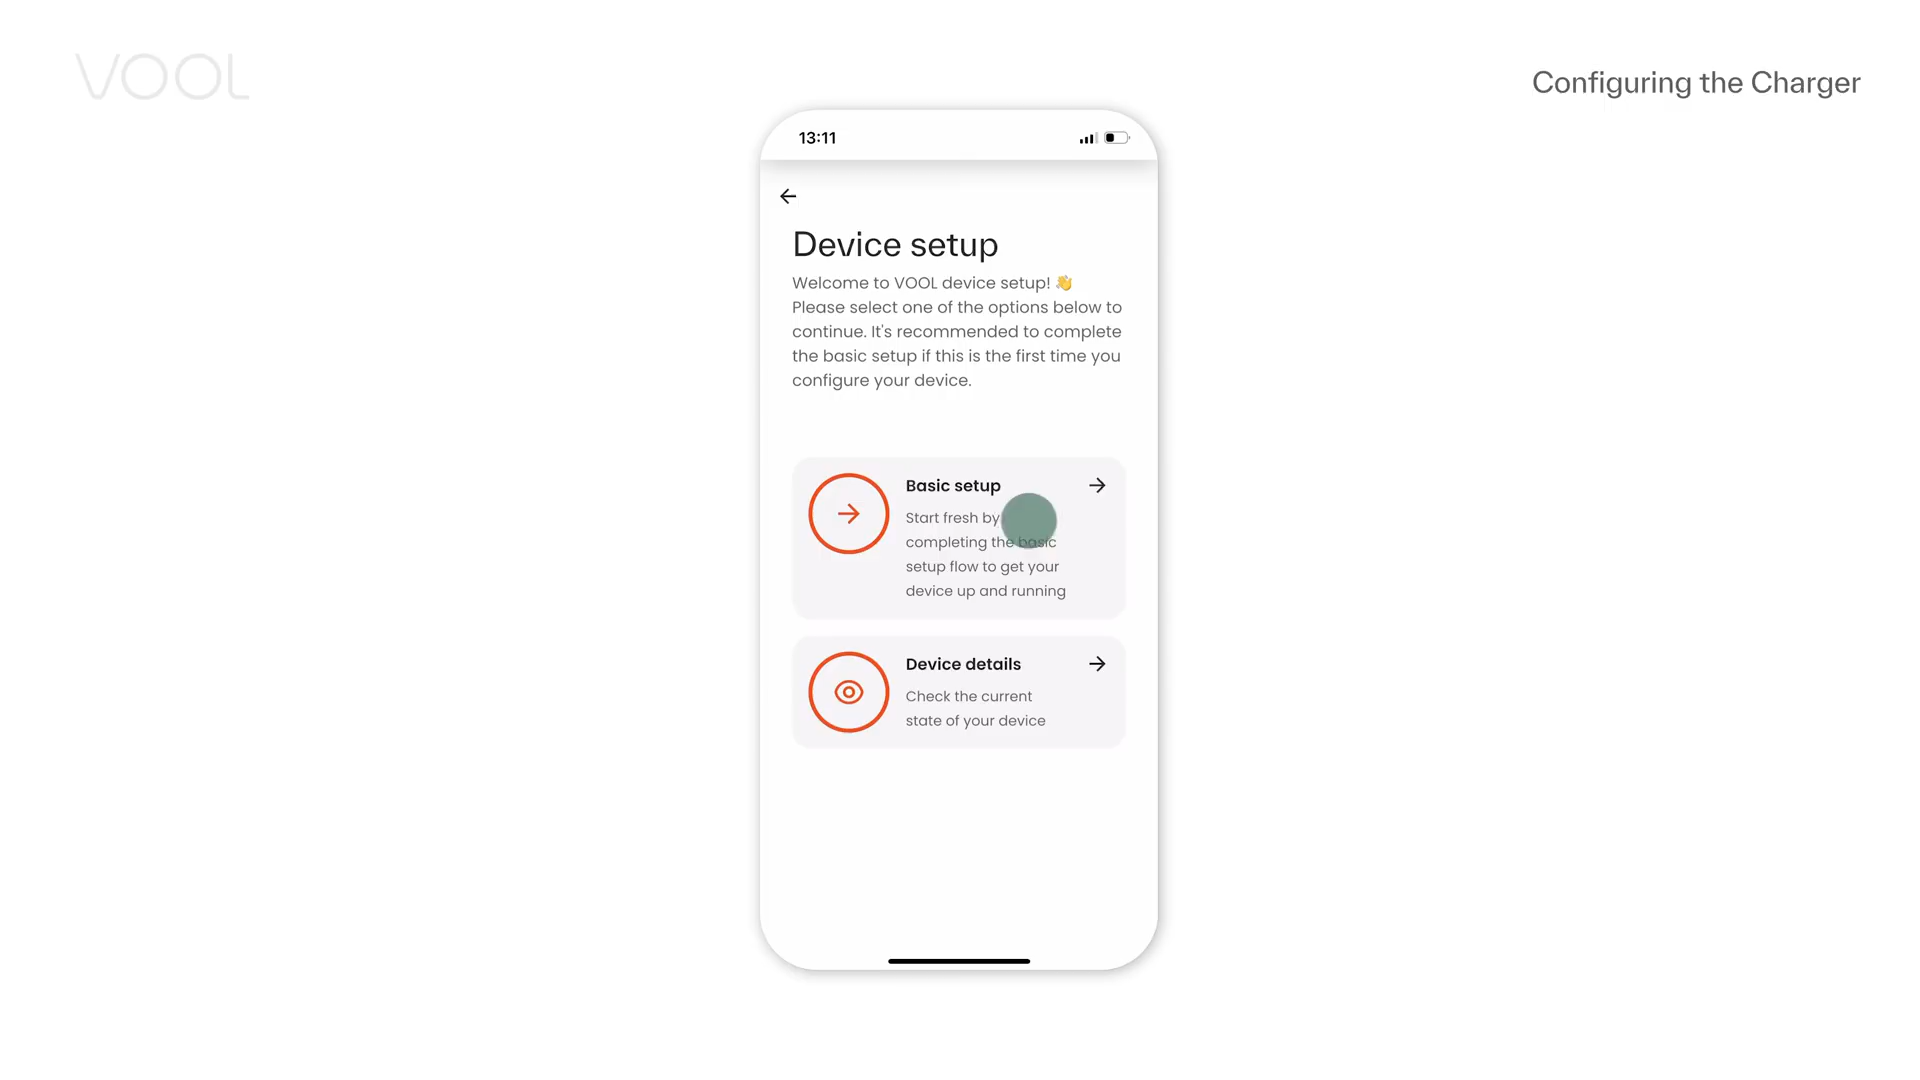 VOOL
Configuring the Charger
13:11
Device setup
Welcome to VOOL device setup! 👋
Please select one of the options below to
continue. It's recommended to complete
the basic setup if this is the first time you
configure your device.
Basic setup
Start fresh by
completing the basic
setup flow to get your
device up and running
Device details
Check the current
state of your device